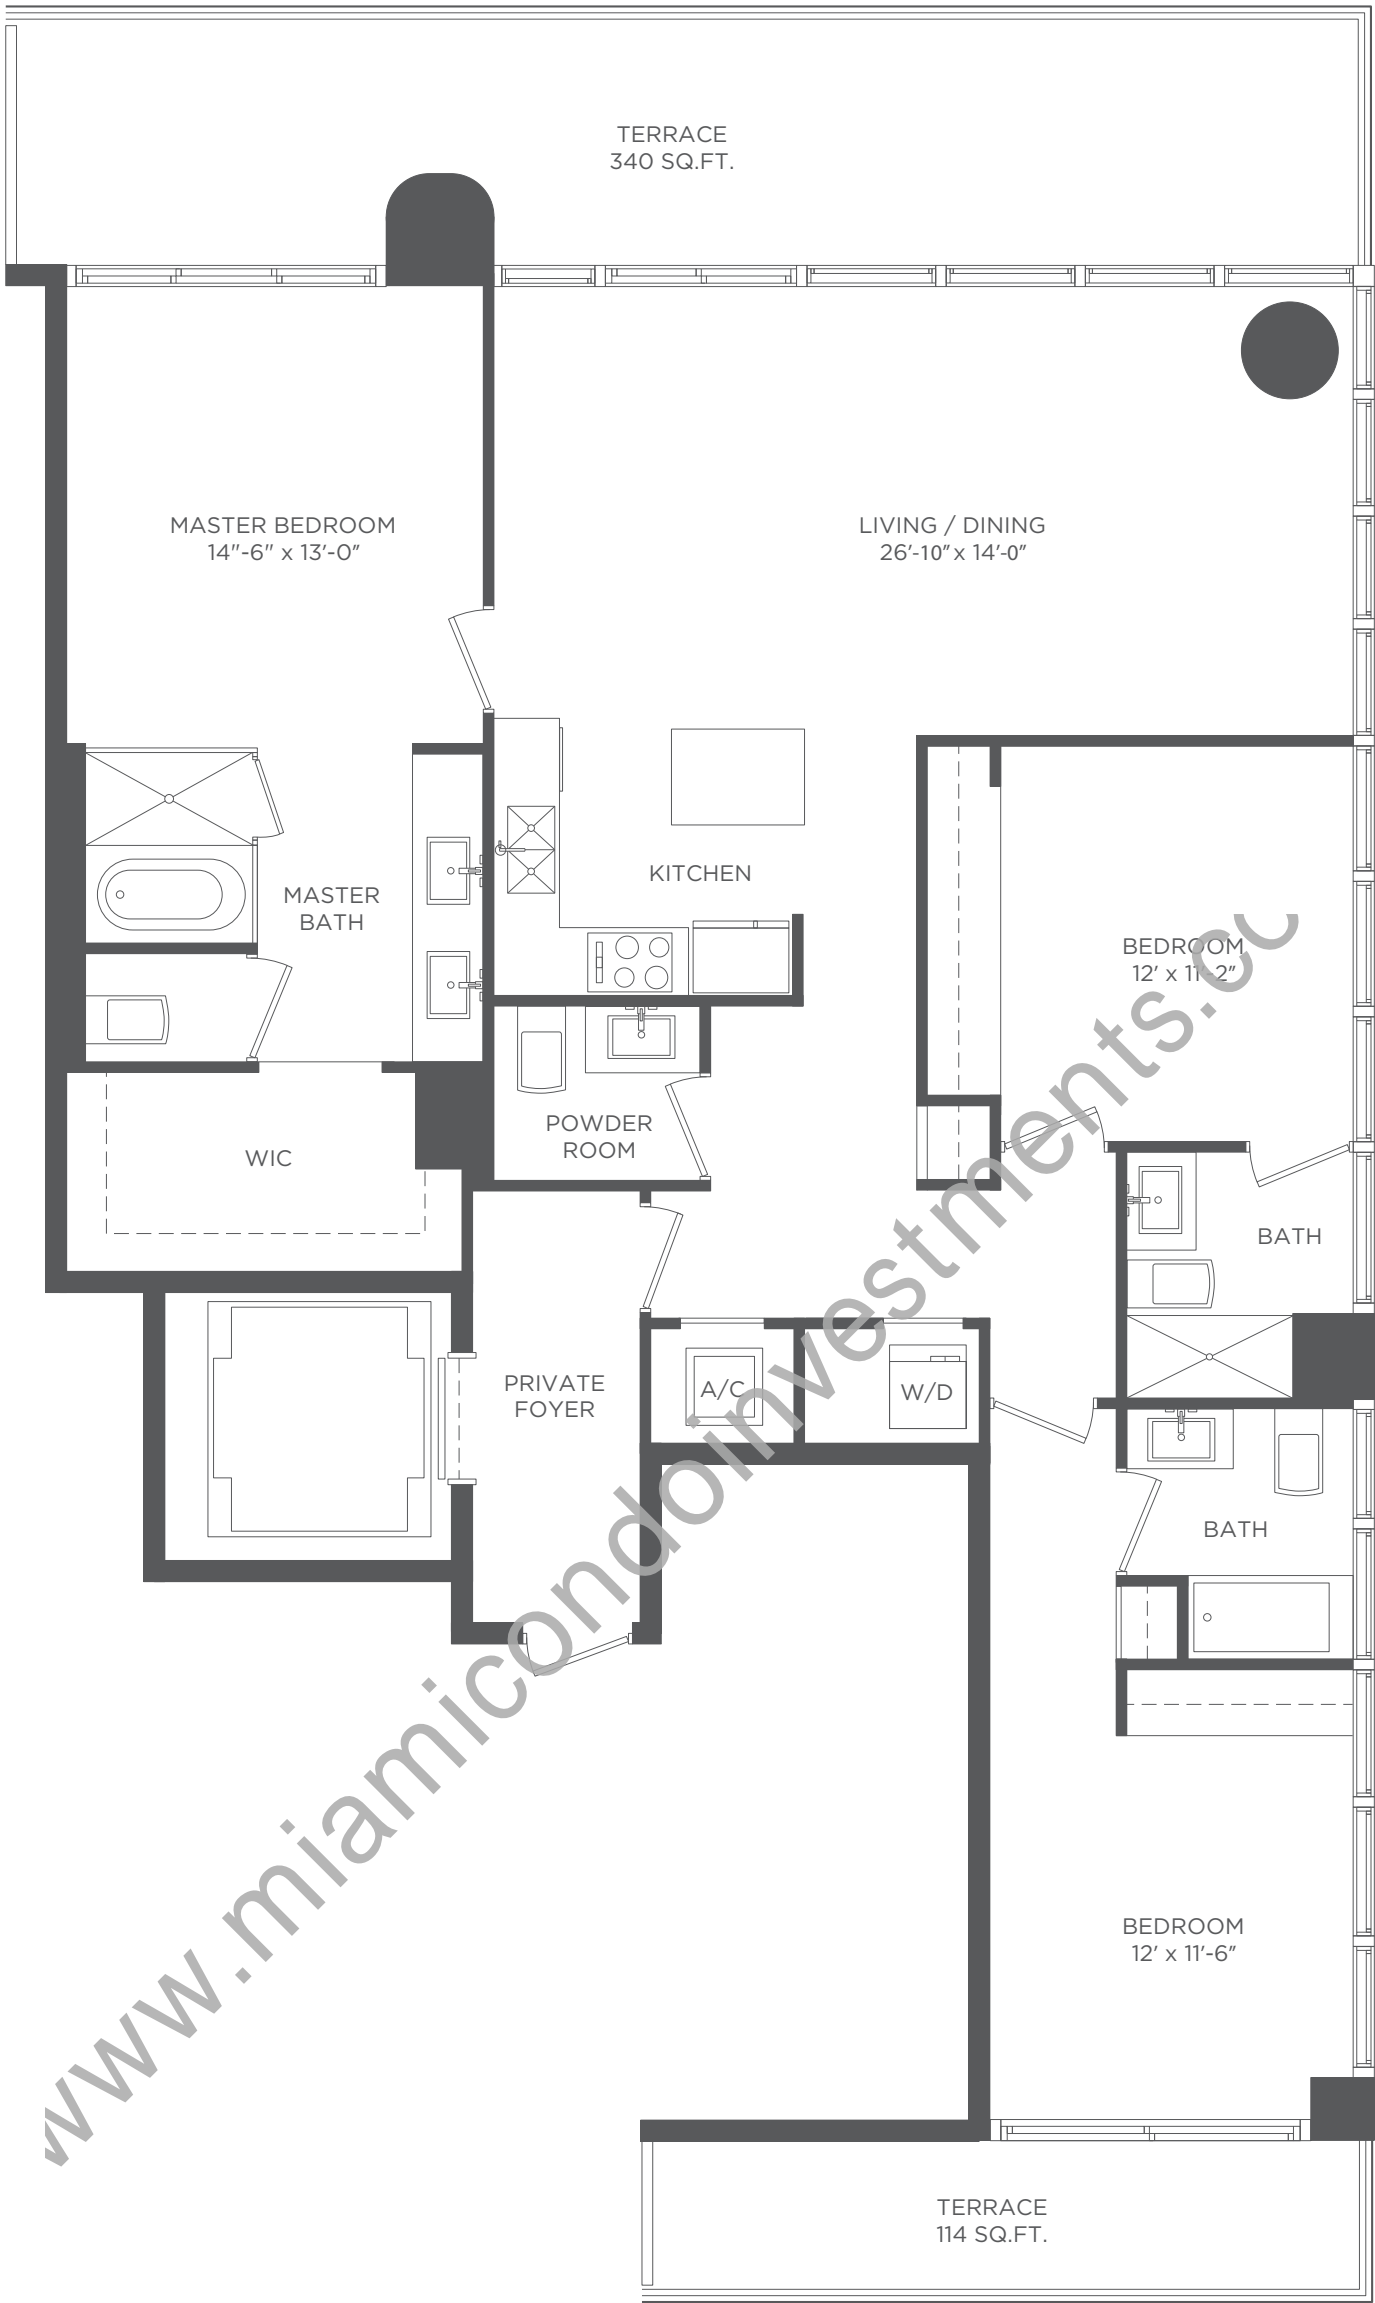 TERRACE
340 SQ.FT.
MASTER BEDROOM
14"-6" x 13'-0"
LIVING / DINING
26'-10" x 14'-0"
KITCHEN
MASTER
BATH
BEDROOM
12' x 11'-2"
POWDER
ROOM
WIC
BATH
PRIVATE
FOYER
A/C
W/D
BATH
BEDROOM
12' x 11'-6"
TERRACE
114 SQ.FT.
www.miamicondoinvestments.cc